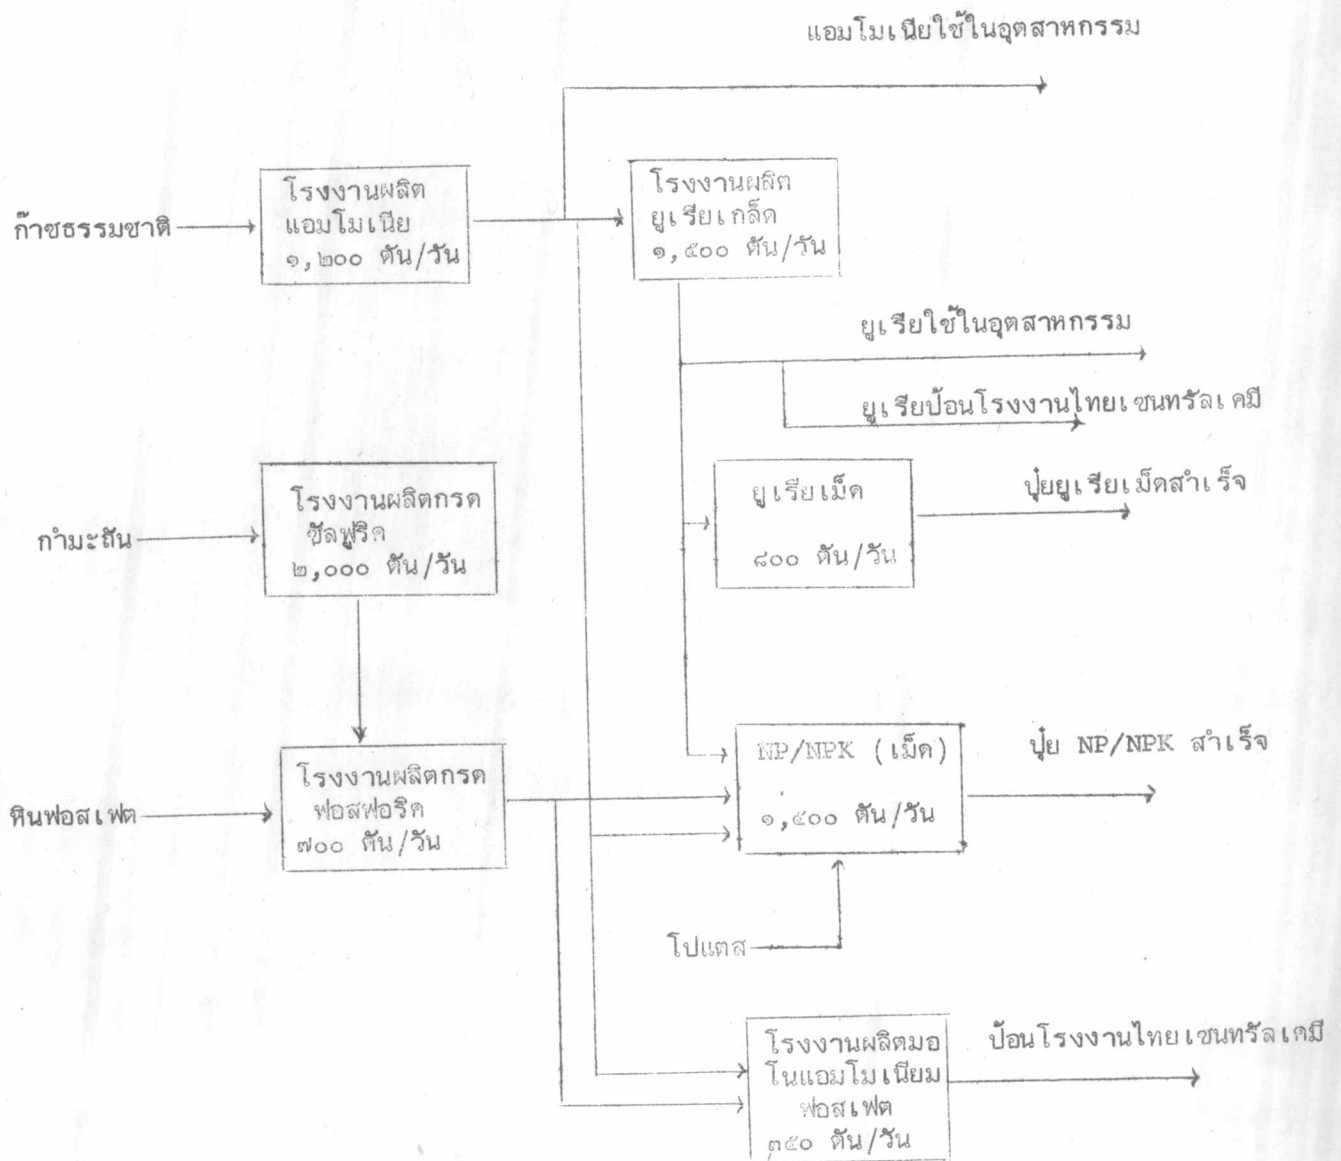 แอมโมเนียใช้ในอุตสาหกรรม
ก๊าซธรรมชาติ
โรงงานผลิต
แอมโมเนีย
๑,๒๐๐ ตัน/วัน
โรงงานผลิต
ยูเรียเกล็ด
๑,๕๐๐ ตัน/วัน
ยูเรียใช้ในอุตสาหกรรม
ยูเรียป้อนโรงงานไทยเซนทรัลเคมี
กำมะถัน
โรงงานผลิตกรด
ซัลฟูริค
๒,๐๐๐ ตัน/วัน
ยูเรียเม็ด
๘๐๐ ตัน/วัน
ปุ๋ยยูเรียเม็ดสำเร็จ
หินฟอสเฟต
โรงงานผลิตกรด
ฟอสฟอริค
๗๐๐ ตัน/วัน
NP/NPK (เม็ด)
๑,๕๐๐ ตัน/วัน
ปุ๋ย NP/NPK สำเร็จ
โปแตส
โรงงานผลิตมอ
โนแอมโมเนียม
ฟอสเฟต
๓๕๐ ตัน/วัน
ป้อนโรงงานไทยเซนทรัลเคมี